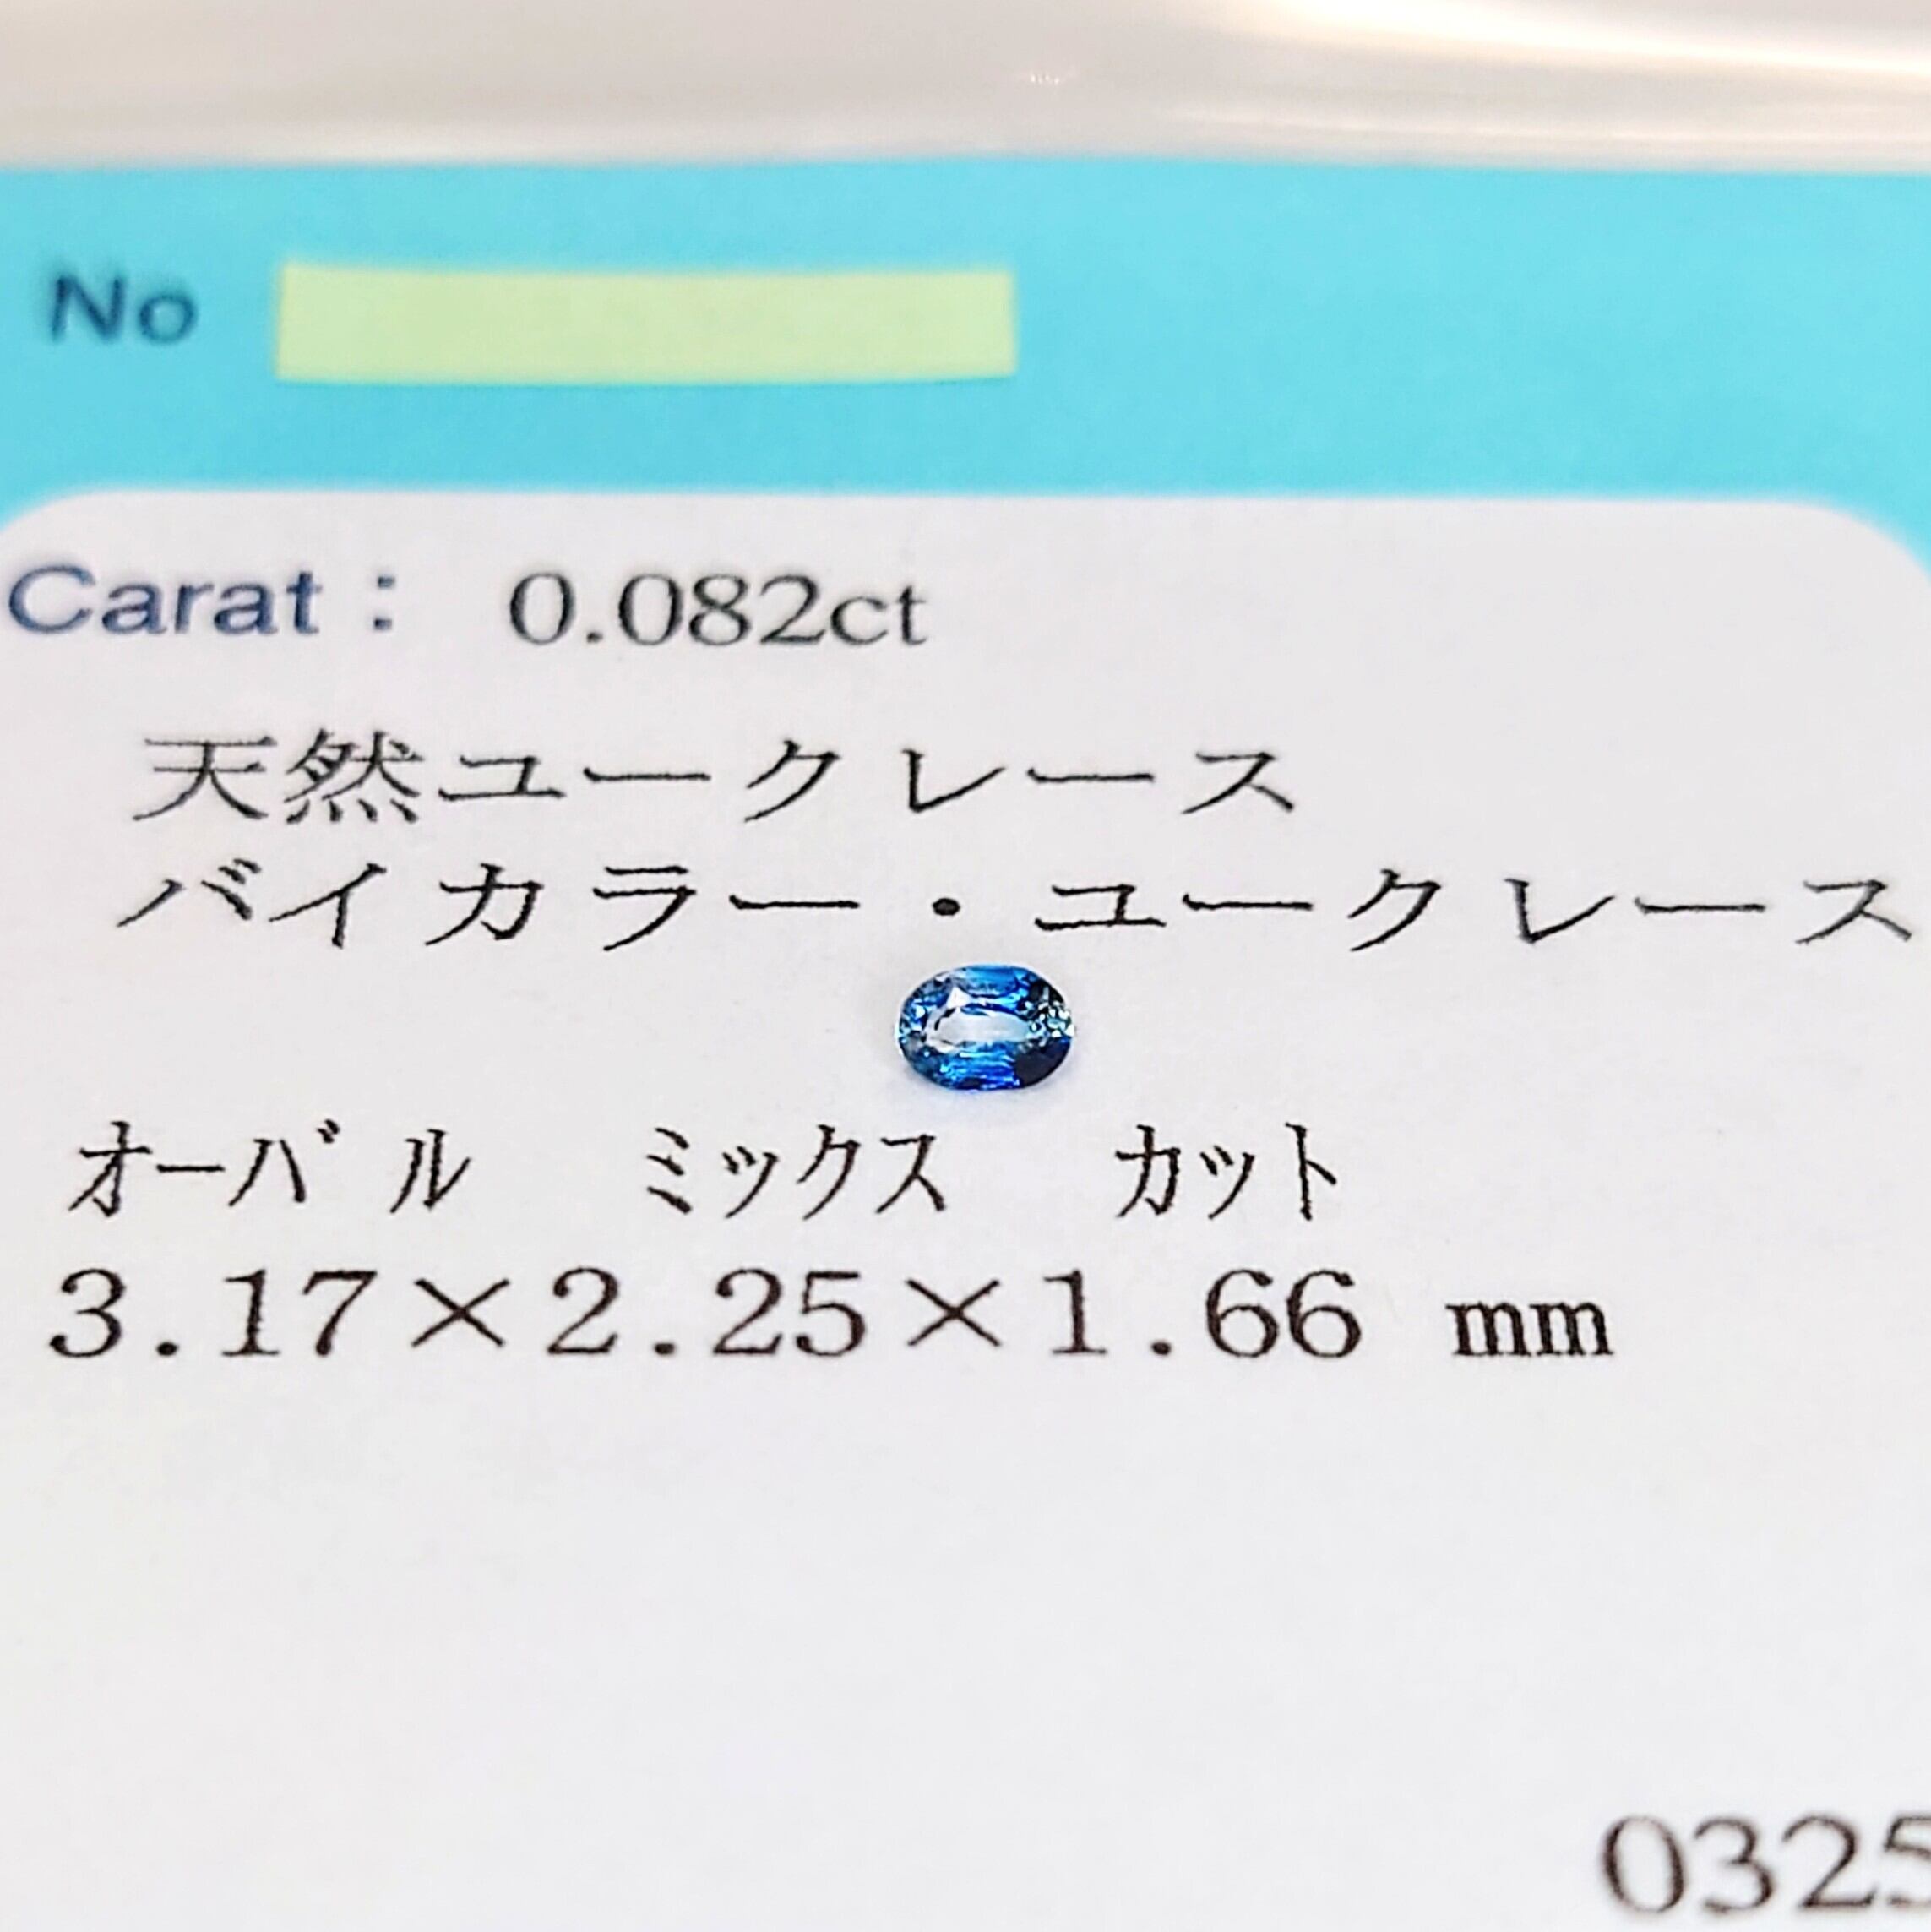 No
Carat： 0.082ct
天然ユークレース
バイカラー・ユークレース
ｵｰﾊﾞﾙ ﾐｯｸｽ ｶｯﾄ
3.17×2.25×1.66 mm
0325